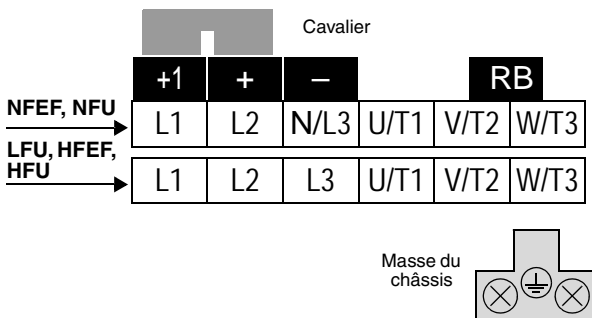 Cavalier
+1 + – RB
NFEF, NFU
L1 L2 N/L3 U/T1 V/T2 W/T3
LFU, HFEF,
HFU
L1 L2 L3 U/T1 V/T2 W/T3
Masse du
châssis